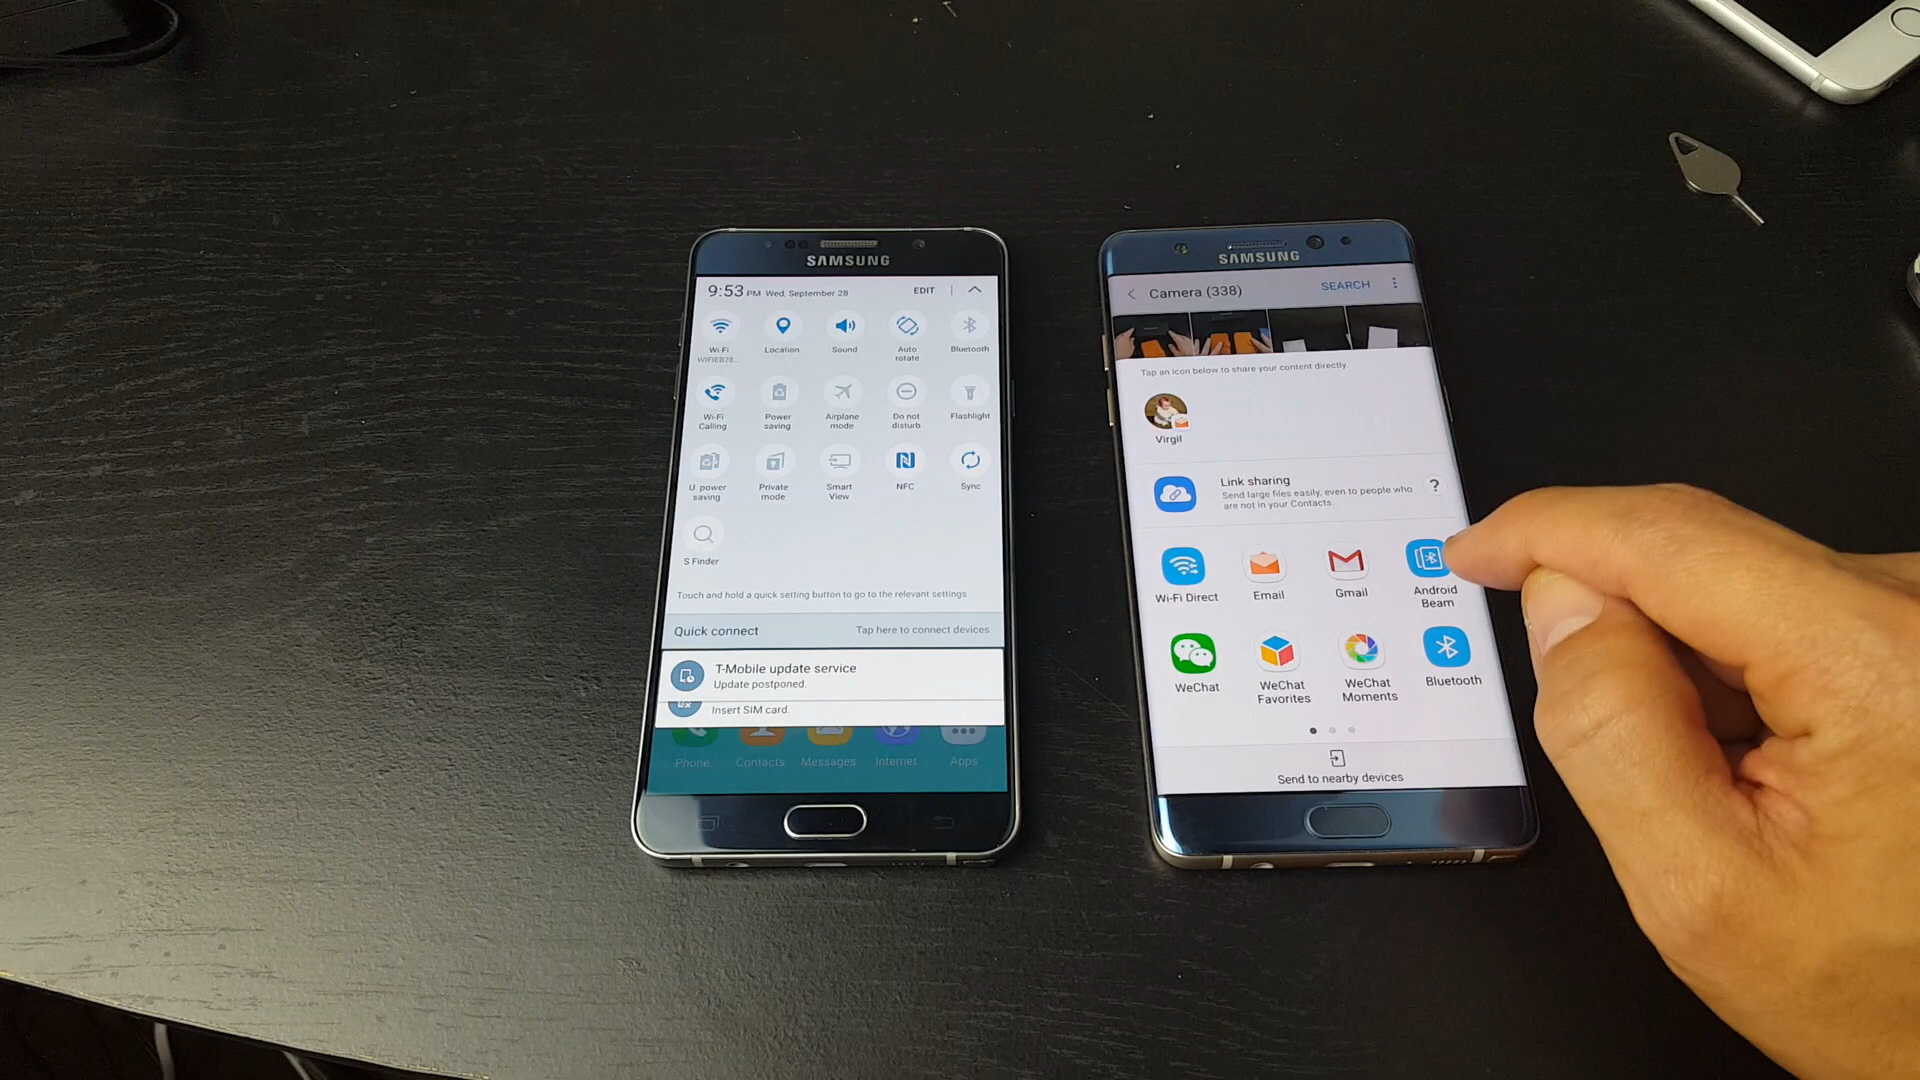 SAMSUNG
9:53 PM Wed, September 28 EDIT
Wi-Fi
WIFIEB28...
Location
Sound
Auto
rotate
Bluetooth
Wi-Fi
Calling
Power
saving
Airplane
mode
Do not
disturb
Flashlight
U. power
saving
Private
mode
Smart
View
NFC
Sync
S Finder
Touch and hold a quick setting button to go to the relevant settings.
Quick connect Tap here to connect devices
T-Mobile update service
Update postponed.
Insert SIM card.
Phone
Contacts
Messages
Internet
Apps
SAMSUNG
Camera (338) SEARCH
Tap an icon below to share your content directly.
Virgil
Link sharing
Send large files easily, even to people who
are not in your Contacts.
?
Wi-Fi Direct
Email
Gmail
Android
Beam
WeChat
WeChat
Favorites
WeChat
Moments
Bluetooth
Send to nearby devices